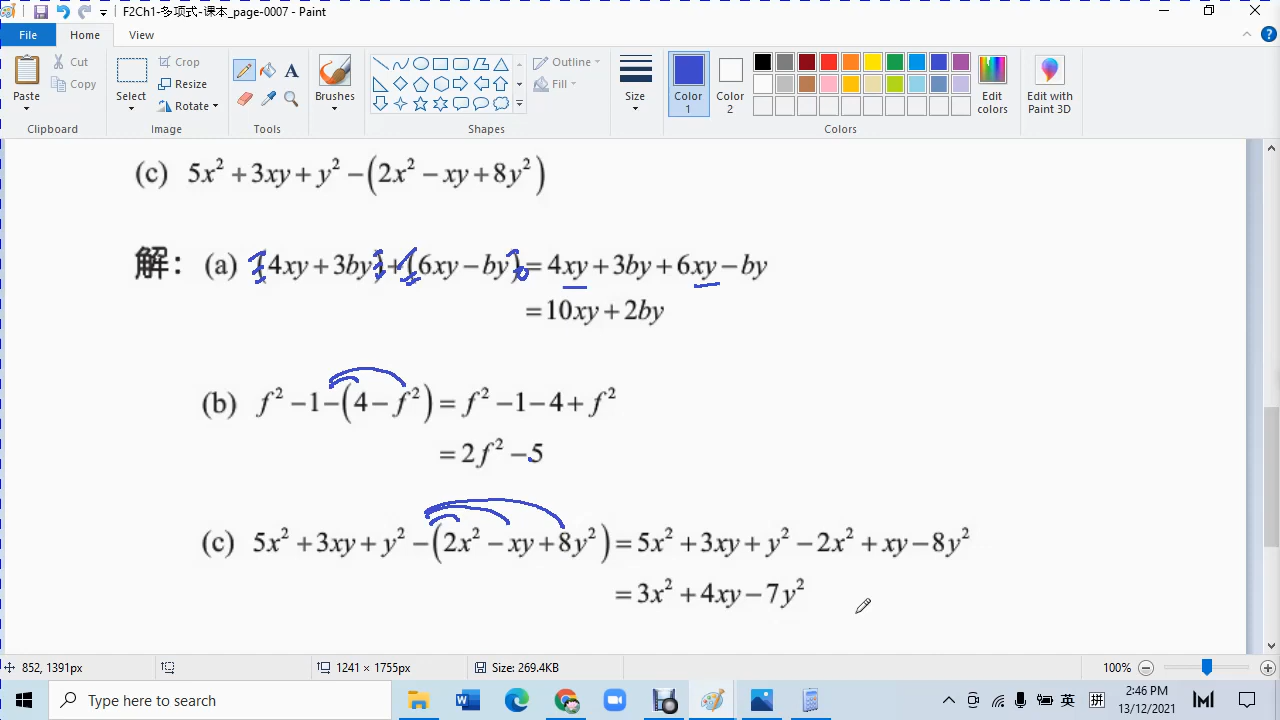 F2Ch1-多项式-课本_page-0007 - Paint
File Home View
Paste Cut Copy Clipboard
Select Crop Resize Rotate Image
Tools
Brushes
Outline Fill Shapes
Size
Color 1 Color 2 Edit colors Colors
Edit with Paint 3D
(c) 5x² + 3xy + y² − (2x² − xy + 8y²)
解: (a) (4xy + 3by) + (6xy − by) = 4xy + 3by + 6xy − by
= 10xy + 2by
(b) f² − 1 − (4 − f²) = f² − 1 − 4 + f²
= 2f² − 5
(c) 5x² + 3xy + y² − (2x² − xy + 8y²) = 5x² + 3xy + y² − 2x² + xy − 8y²
= 3x² + 4xy − 7y²
852, 1391px 1241 × 1755px Size: 269.4KB 100%
Type here to search 英 拼 2:46 PM
13/12/2021